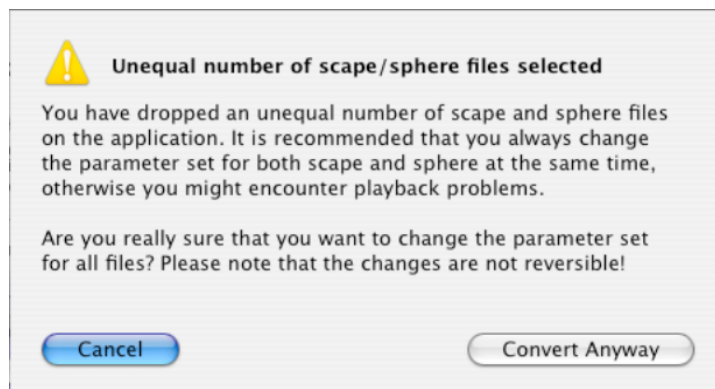 Unequal number of scape/sphere files selected
You have dropped an unequal number of scape and sphere files
on the application. It is recommended that you always change
the parameter set for both scape and sphere at the same time,
otherwise you might encounter playback problems.
Are you really sure that you want to change the parameter set
for all files? Please note that the changes are not reversible!
Cancel
Convert Anyway